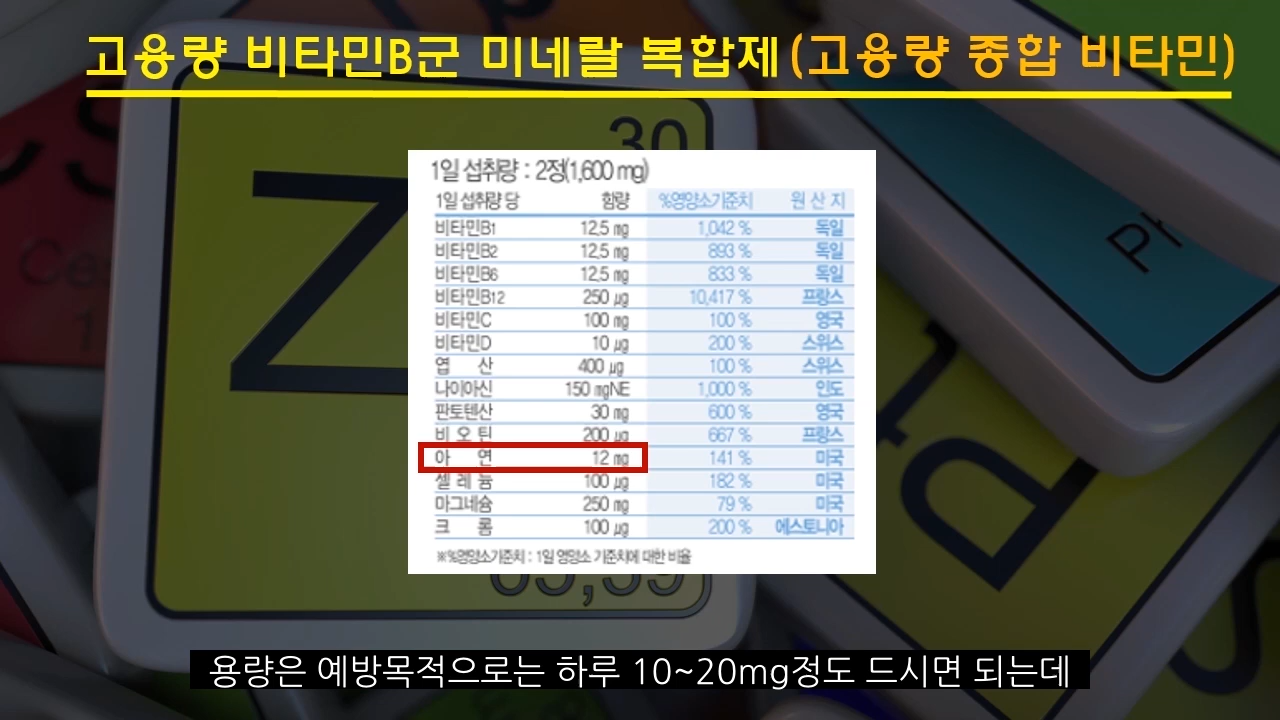 고용량 비타민B군 미네랄 복합제 (고용량 종합 비타민)
30
Z
Ce
1
Ph
65,39
1일 섭취량 : 2정(1,600 mg)
1일 섭취량 당 함량 %영양소기준치 원 산 지
비타민B1 12,5 mg 1,042 % 독일
비타민B2 12,5 mg 893 % 독일
비타민B6 12,5 mg 833 % 독일
비타민B12 250 μg 10,417 % 프랑스
비타민C 100 mg 100 % 영국
비타민D 10 μg 200 % 스위스
엽 산 400 μg 100 % 스위스
나이아신 150 mgNE 1,000 % 인도
판토텐산 30 mg 600 % 영국
비 오 틴 200 μg 667 % 프랑스
아 연 12 mg 141 % 미국
셀 레 늄 100 μg 182 % 미국
마그네슘 250 mg 79 % 미국
크 롬 100 μg 200 % 에스토니아
※%영양소기준치 : 1일 영양소 기준치에 대한 비율
용량은 예방목적으로는 하루 10~20mg정도 드시면 되는데